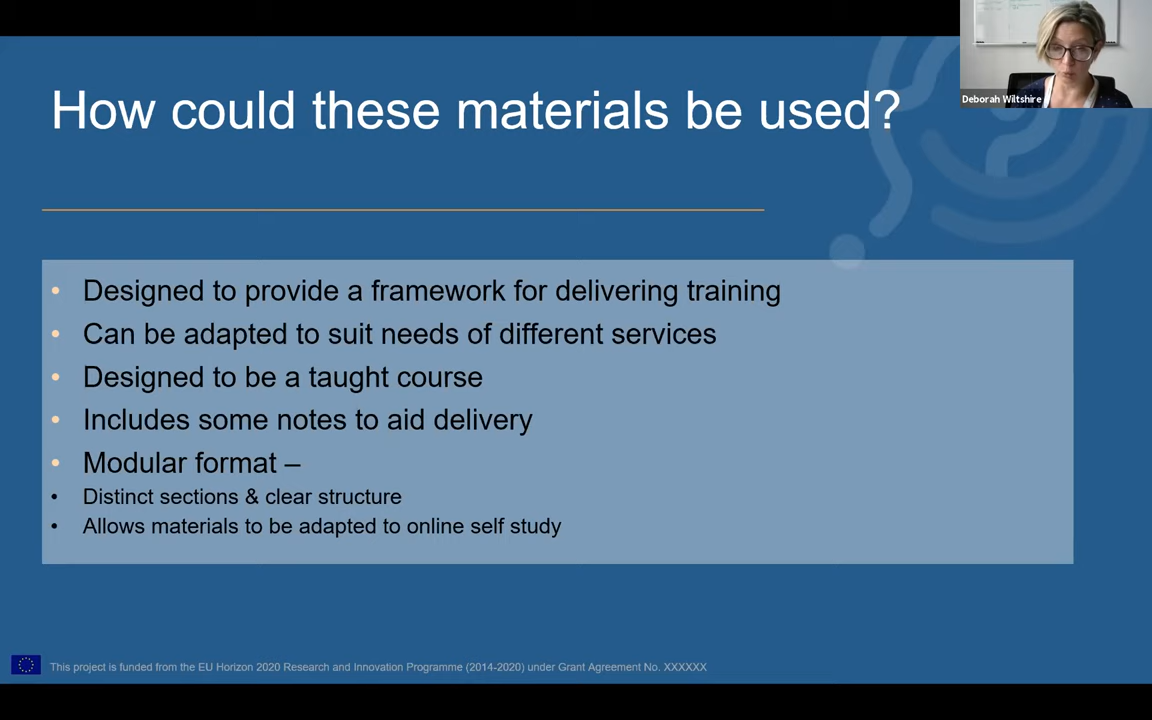 How could these materials be used?
Deborah Wiltshire
• Designed to provide a framework for delivering training
• Can be adapted to suit needs of different services
• Designed to be a taught course
• Includes some notes to aid delivery
• Modular format –
• Distinct sections & clear structure
• Allows materials to be adapted to online self study
This project is funded from the EU Horizon 2020 Research and Innovation Programme (2014-2020) under Grant Agreement No. XXXXXX